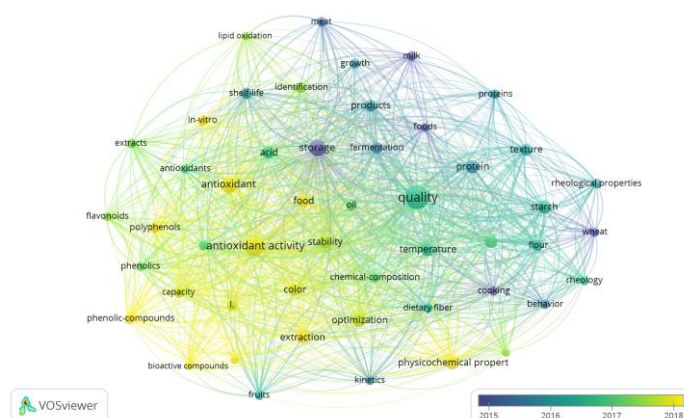 meat
lipid oxidation
milk
growth
shelf-life
identification
proteins
products
in-vitro
foods
extracts
acid
storage
fermentation
texture
antioxidants
protein
antioxidant
rheological properties
food
quality
oil
starch
flavonoids
polyphenols
wheat
antioxidant activity
stability
temperature
flour
phenolics
chemical-composition
rheology
capacity
color
cooking
l.
dietary fiber
behavior
phenolic-compounds
optimization
extraction
bioactive compounds
physicochemical propert
kinetics
fruits
VOSviewer
2015 2016 2017 2018